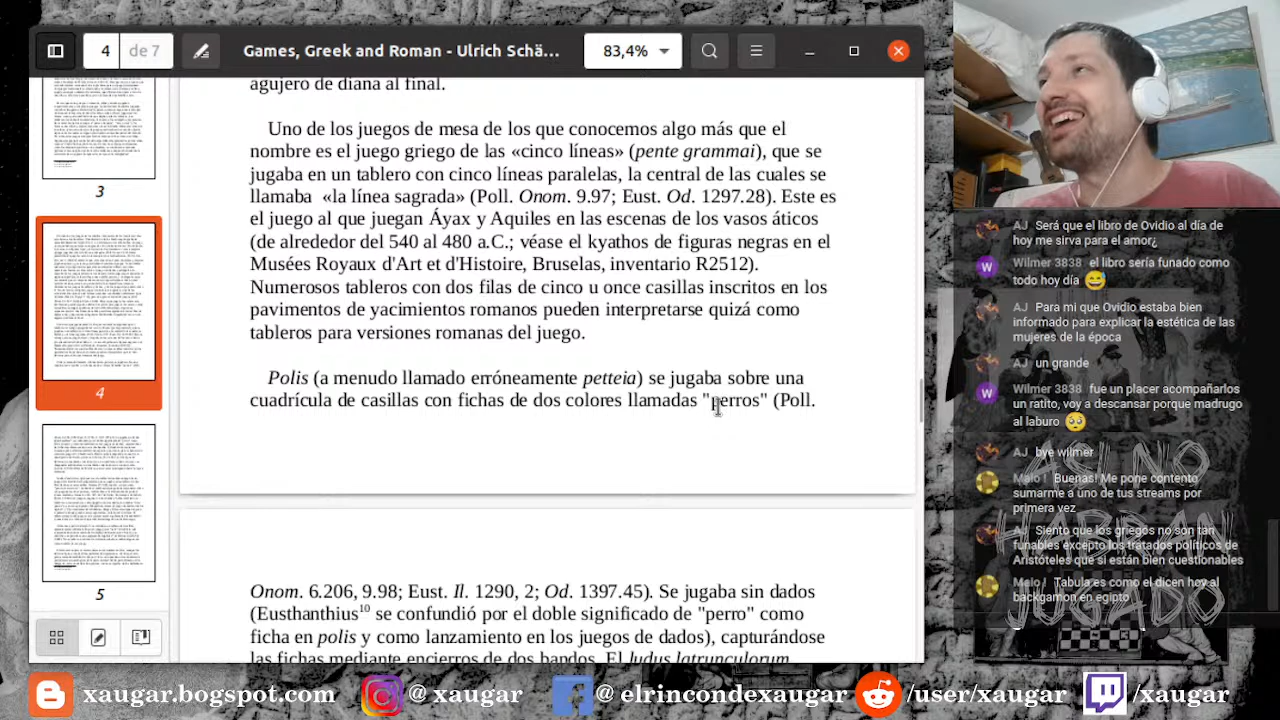 4 de 7
Games, Greek and Roman - Ulrich Schä...
83,4%
3
4
5
agujero de diana al final.
Uno de los juegos de mesa de los que conocemos algo más que el
nombre es el juego griego de las «cinco líneas» (pente grammai), que se
jugaba en un tablero con cinco líneas paralelas, la central de las cuales se
llamaba «la línea sagrada» (Poll. Onom. 9.97; Eust. Od. 1297.28). Este es
el juego al que juegan Áyax y Aquiles en las escenas de los vasos áticos
(de alrededor del 540 al 480 a.C.; véase el kyathos de figuras negras en el
Musées Royaux d'Art et d'Histoire, Bruselas, inventario R2512).
Numerosos tableros con dos filas de cinco u once casillas inscritos en los
pavimentos de yacimientos romanos pueden interpretarse quizá como
tableros para versiones romanas del juego.
Polis (a menudo llamado erróneamente petteia) se jugaba sobre una
cuadrícula de casillas con fichas de dos colores llamadas "perros" (Poll.
Onom. 6.206, 9.98; Eust. Il. 1290, 2; Od. 1397.45). Se jugaba sin dados
(Eusthanthius10 se confundió por el doble significado de "perro" como
ficha en polis y como lanzamiento en los juegos de dados), capturándose
las fichas mediante encierros de dos bandos. El ludus latrunculorum
AJ Será que el libro de Ovidio al día de
hoy me sirva para el amor¿
Wilmer 3838 el libro sería funado como
todo hoy día 😅
AJ Para mi que Ovidio estaba bien
informado para explicar la estética de las
mujeres de la época
AJ un grande
Wilmer 3838 fue un placer acompañarlos
un ratito, voy a descansar porque madrugo
al laburo 🥺
AJ bye wilmer
Malo ! Buenas! Me pone contento
sumarme a uno de tus streams por
primera vez
AJ Siento que los griegos no son tan
funables excepto los tratados políticos de
Aristóteles que si están bien cuestionables
Malo ! Tabula es como el dicen hoy al
backgamon en egipto
ASI NO
HABRAN
JUGADO
xaugar.bogspot.com
@ xaugar
@ elrincondexaugar
/user/xaugar
/xaugar